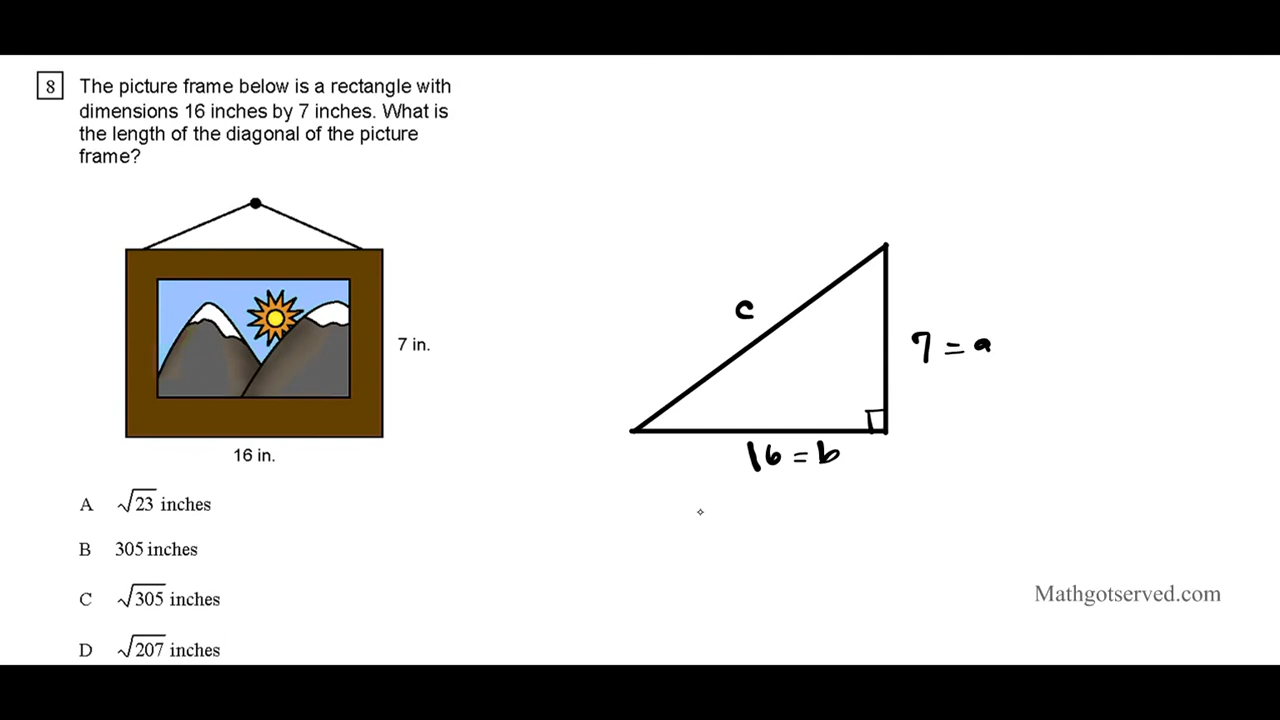 8
The picture frame below is a rectangle with
dimensions 16 inches by 7 inches. What is
the length of the diagonal of the picture
frame?
7 in.
16 in.
A √23 inches
B 305 inches
C √305 inches
D √207 inches
c
7 = a
16 = b
Mathgotserved.com